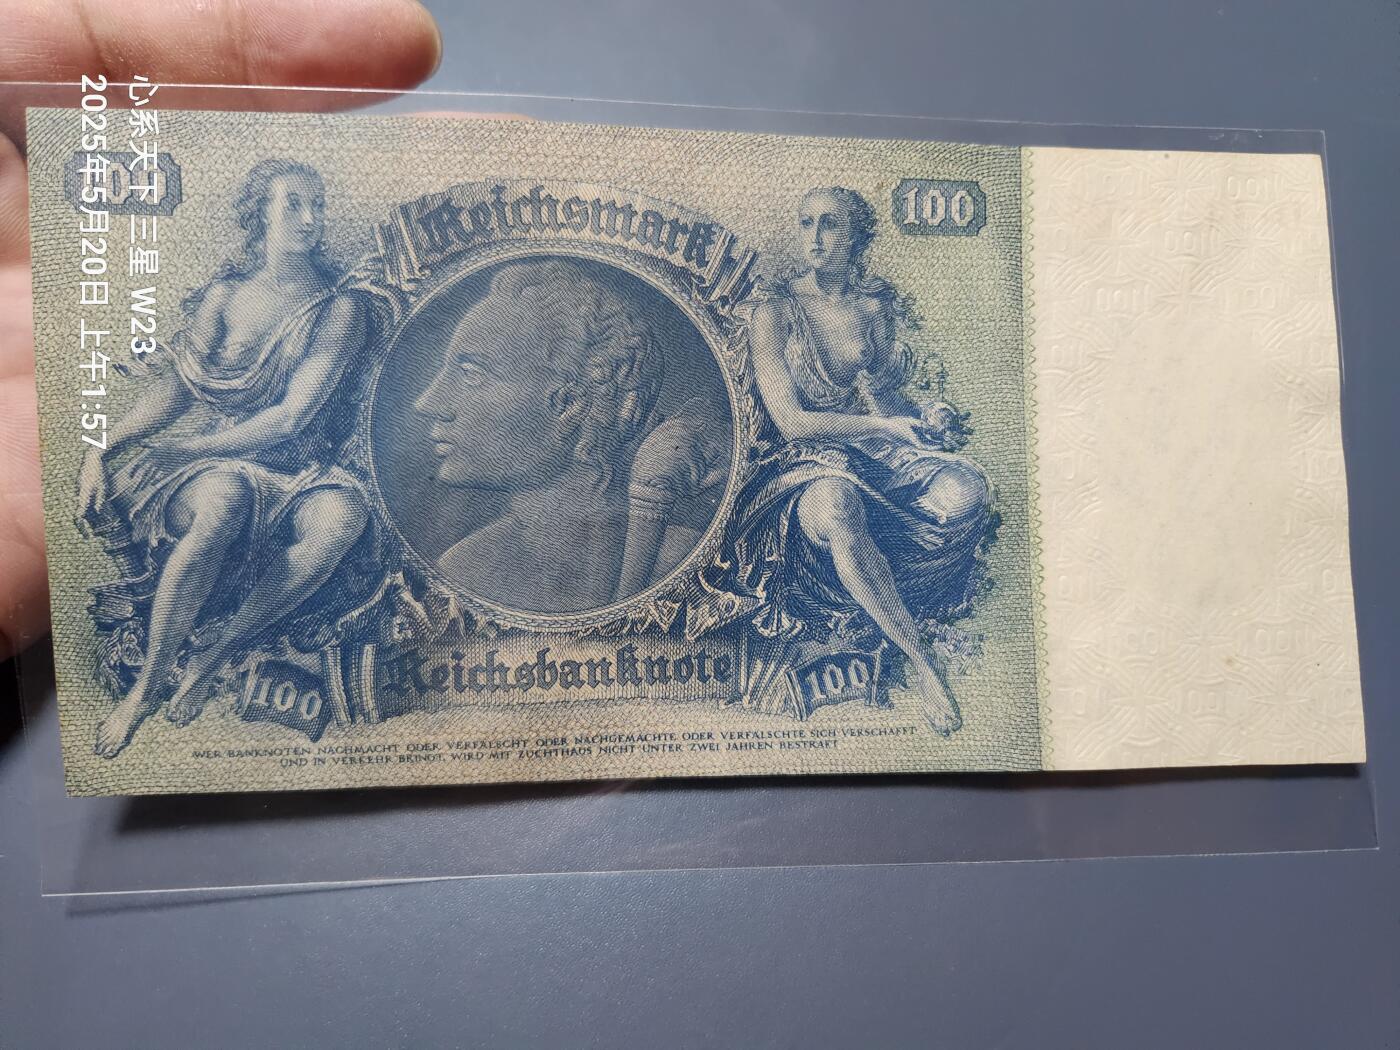 心系天下 三星 W23
2025年5月20日 上午1:57
100
Reichsmark
100
Reichsbanknote
100
100
WER BANKNOTEN NACHMACHT ODER VERFÄLSCHT ODER NACHGEMACHTE ODER VERFÄLSCHTE SICH VERSCHAFFT
UND IN VERKEHR BRINGT, WIRD MIT ZUCHTHAUS NICHT UNTER ZWEI JAHREN BESTRAFT